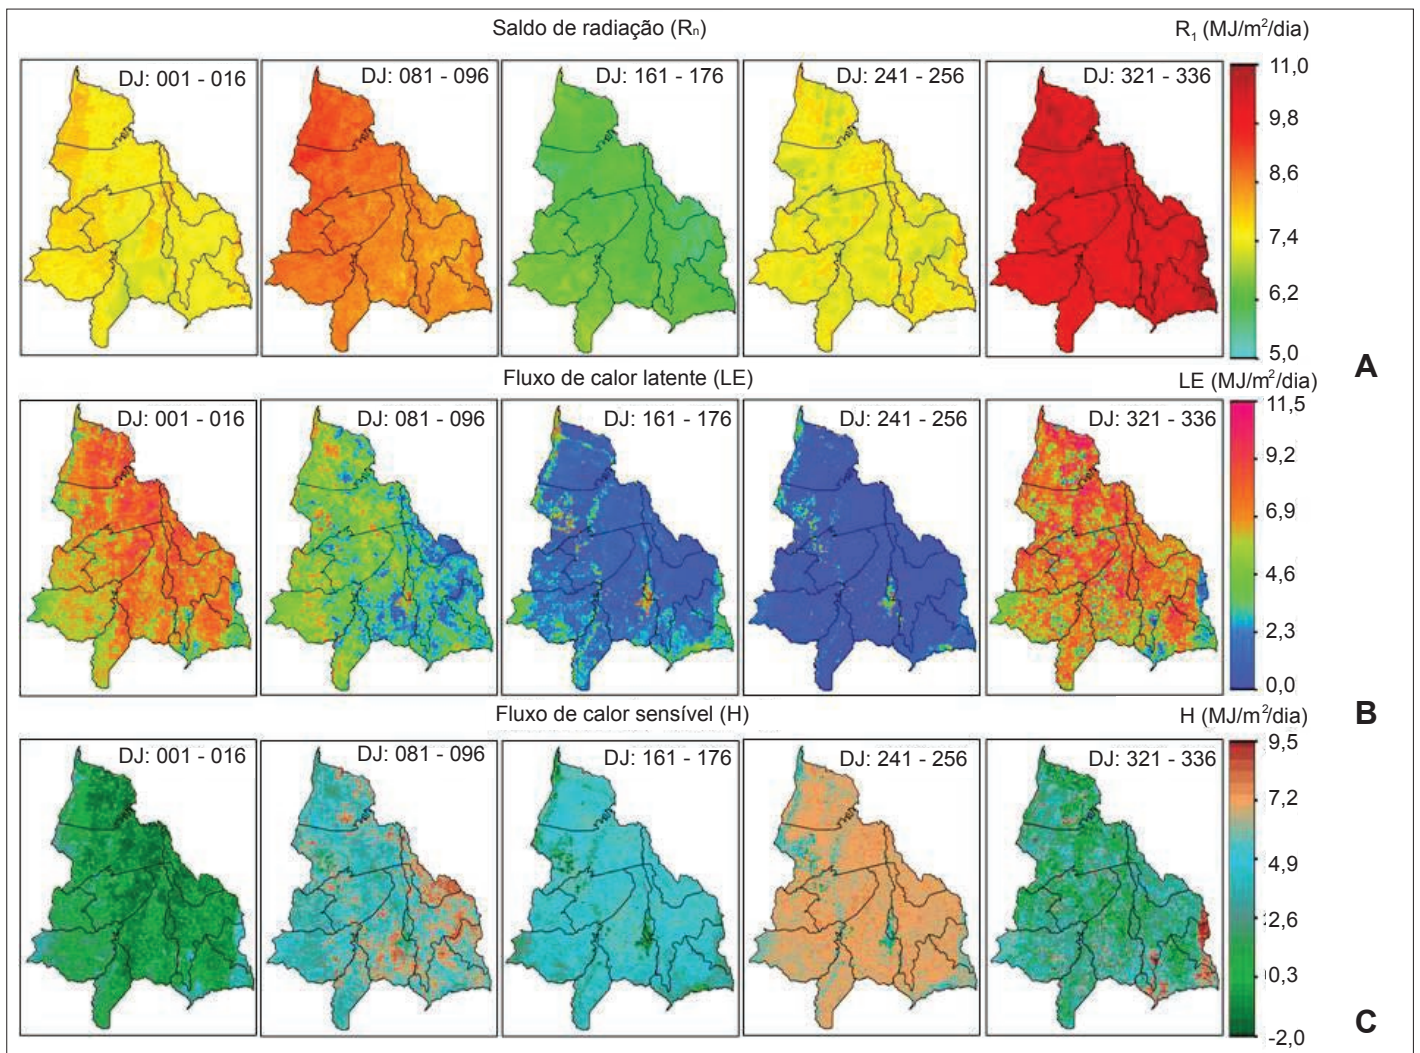 Saldo de radiação (Rn) R1 (MJ/m²/dia)
DJ: 001 - 016 DJ: 081 - 096 DJ: 161 - 176 DJ: 241 - 256 DJ: 321 - 336
11,0
9,8
8,6
7,4
6,2
5,0
A
Fluxo de calor latente (LE) LE (MJ/m²/dia)
DJ: 001 - 016 DJ: 081 - 096 DJ: 161 - 176 DJ: 241 - 256 DJ: 321 - 336
11,5
9,2
6,9
4,6
2,3
0,0
B
Fluxo de calor sensível (H) H (MJ/m²/dia)
DJ: 001 - 016 DJ: 081 - 096 DJ: 161 - 176 DJ: 241 - 256 DJ: 321 - 336
9,5
7,2
4,9
2,6
0,3
-2,0
C